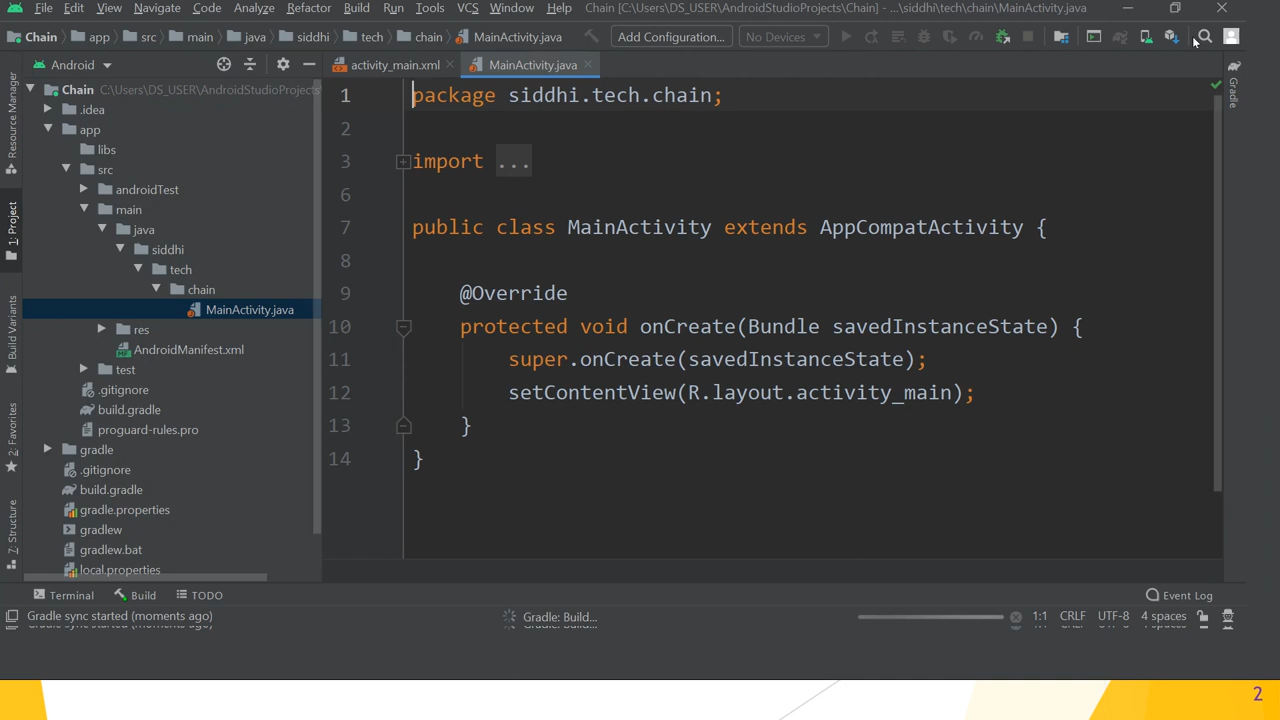 File Edit View Navigate Code Analyze Refactor Build Run Tools VCS Window Help Chain [C:\Users\DS_USER\AndroidStudioProjects\Chain] - ...\siddhi\tech\chain\MainActivity.java
Chain app src main java siddhi tech chain MainActivity.java Add Configuration... No Devices
Android
activity_main.xml MainActivity.java
Chain C:\Users\DS_USER\AndroidStudioProjects
.idea
app
libs
src
androidTest
main
java
siddhi
tech
chain
MainActivity.java
res
AndroidManifest.xml
test
.gitignore
build.gradle
proguard-rules.pro
gradle
.gitignore
build.gradle
gradle.properties
gradlew
gradlew.bat
local.properties
Resource Manager
1: Project
Build Variants
2: Favorites
7: Structure
1 package siddhi.tech.chain;
2
3 import ...
6
7 public class MainActivity extends AppCompatActivity {
8
9 @Override
10 protected void onCreate(Bundle savedInstanceState) {
11 super.onCreate(savedInstanceState);
12 setContentView(R.layout.activity_main);
13 }
14 }
Gradle
Terminal Build TODO Event Log
Gradle sync started (moments ago) Gradle: Build... 1:1 CRLF UTF-8 4 spaces
2